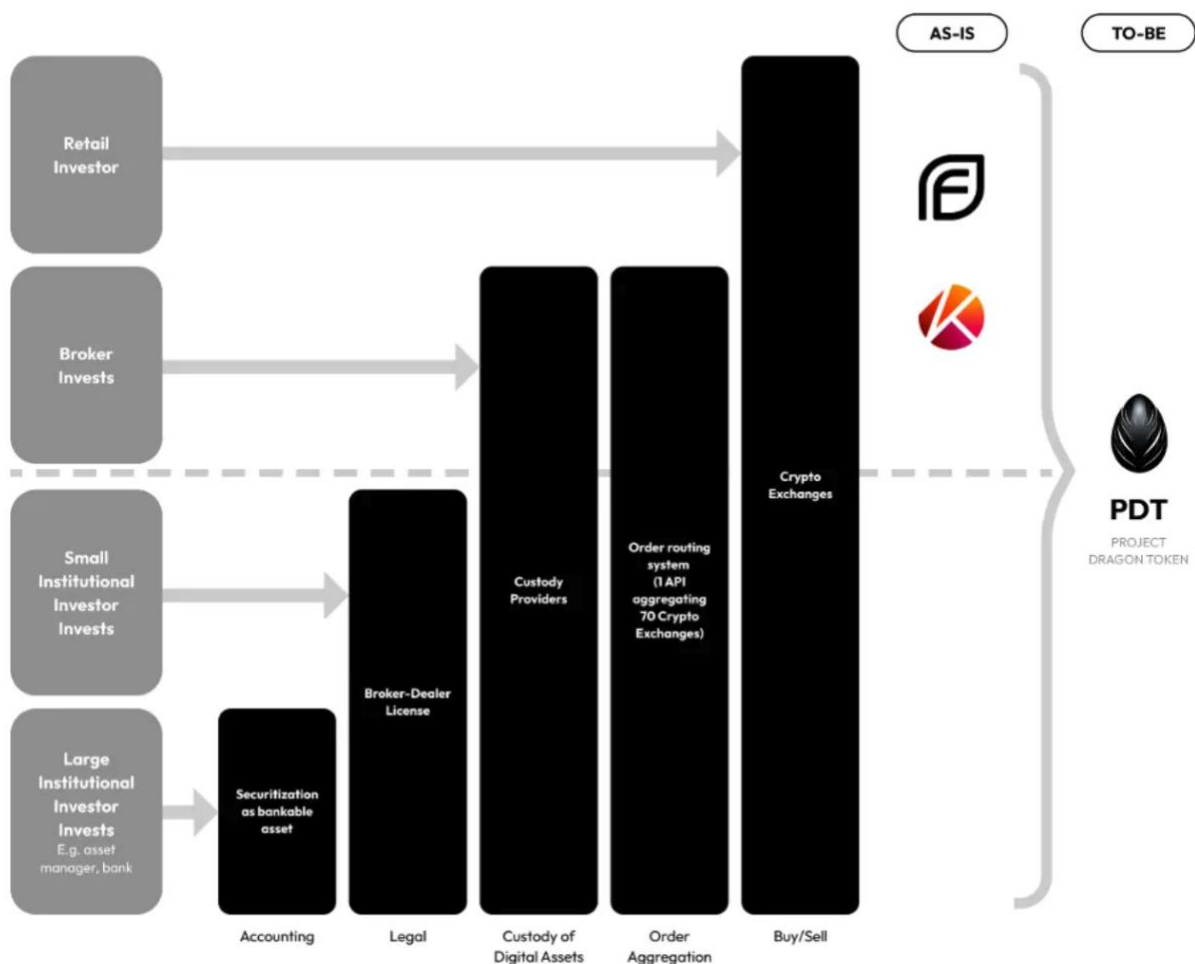 AS-IS
TO-BE
Retail
Investor
Broker
Invests
Small
Institutional
Investor
Invests
Large
Institutional
Investor
Invests
E.g. asset
manager, bank
Securitization
as bankable
asset
Broker-Dealer
License
Custody
Providers
Order routing
system
(1 API
aggregating
70 Crypto
Exchanges)
Crypto
Exchanges
PDT
PROJECT
DRAGON TOKEN
Accounting
Legal
Custody of
Digital Assets
Order
Aggregation
Buy/Sell